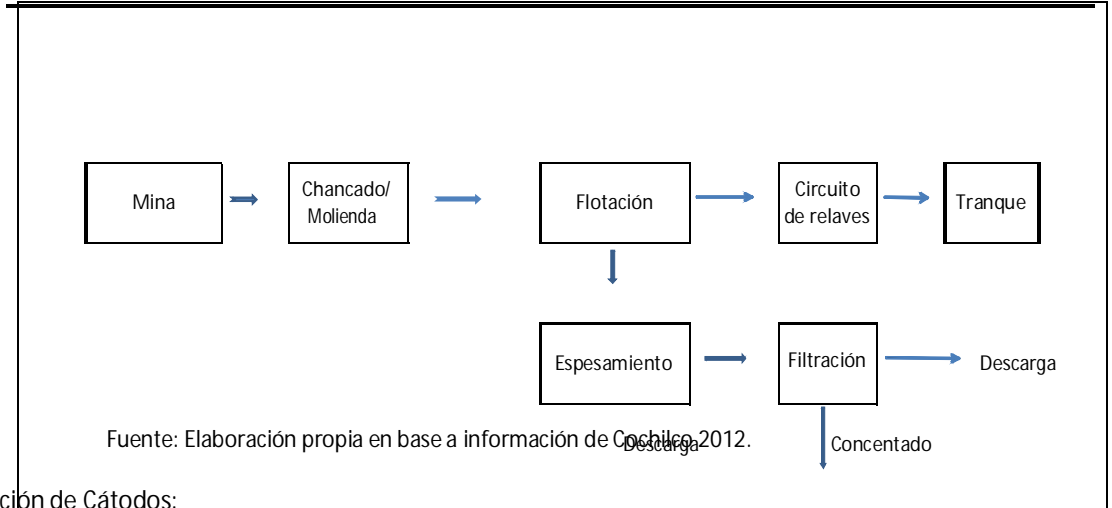 Mina
Chancado/
Molienda
Flotación
Circuito
de relaves
Tranque
Espesamiento
Filtración
Descarga
Fuente: Elaboración propia en base a información de Cochilco 2012.
Descarga
Concentado
ción de Cátodos: